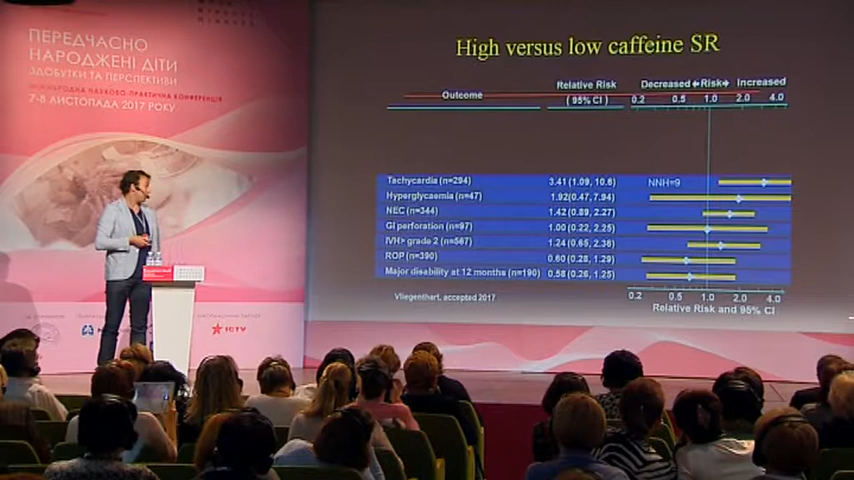 ПЕРЕДЧАСНО
НАРОДЖЕНІ ДІТИ
ЗДОБУТКИ ТА ПЕРСПЕКТИВИ
МІЖНАРОДНА НАУКОВО-ПРАКТИЧНА КОНФЕРЕНЦІЯ
7-8 ЛИСТОПАДА 2017 РОКУ
ICTV
High versus low caffeine SR
Outcome
Relative Risk
(95% CI)
Decreased Risk Increased
0.2 0.5 1.0 2.0 4.0
Tachycardia (n=294) 3.41 (1.09, 10.6) NNH=9
Hyperglycaemia (n=47) 1.92(0.47, 7.94)
NEC (n=344) 1.42 (0.89, 2.27)
GI perforation (n=97) 1.00 (0.22, 2.25)
IVH> grade 2 (n=567) 1.24 (0.65, 2.36)
ROP (n=390) 0.60 (0.28, 1.29)
Major disability at 12 months (n=190) 0.58 (0.26, 1.25)
0.2 0.5 1.0 2.0 4.0
Relative Risk and 95% CI
Vliegenthart, accepted 2017